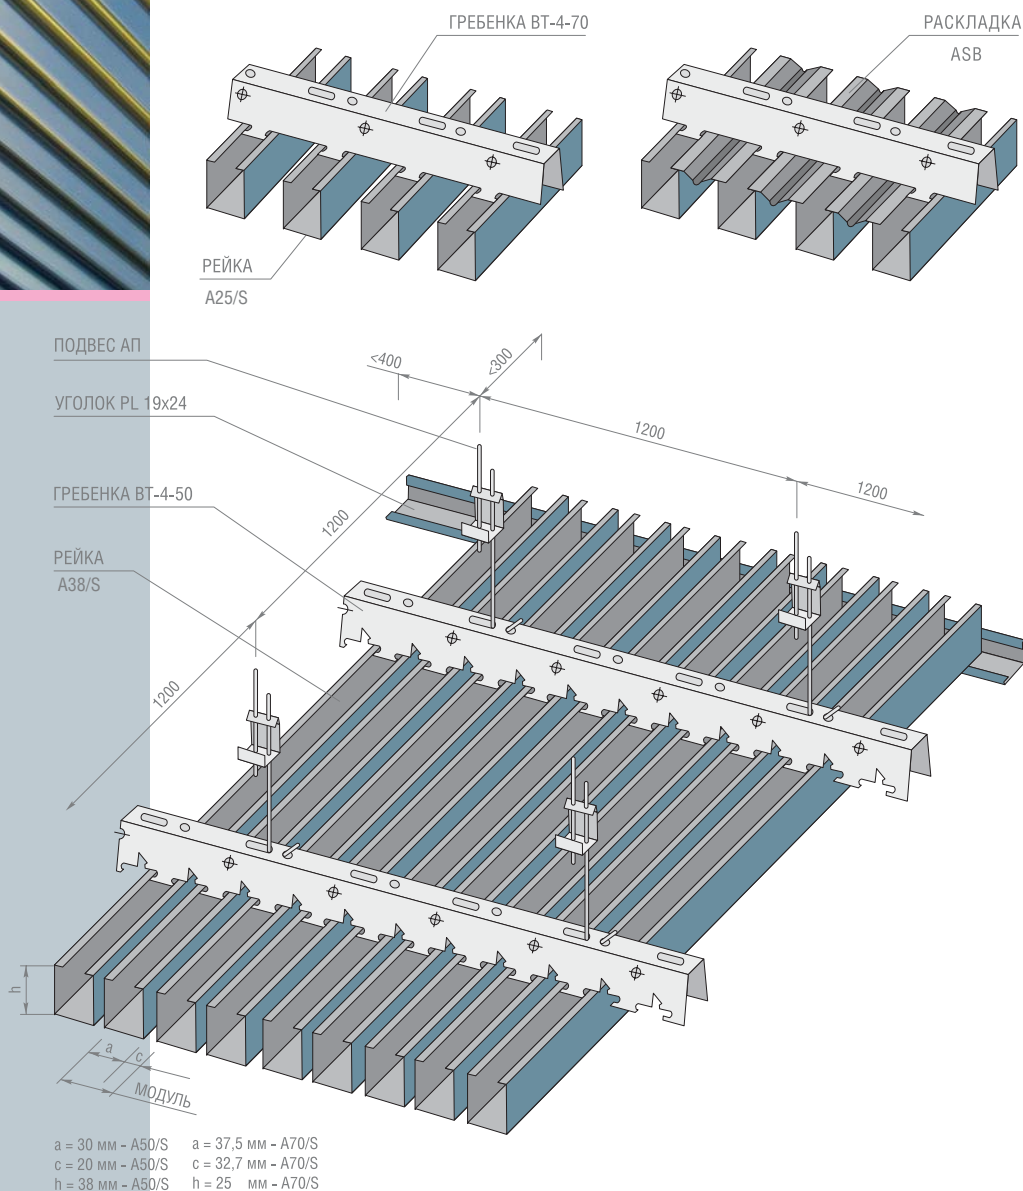 ГРЕБЕНКА ВТ-4-70
РАСКЛАДКА
ASB
РЕЙКА
A25/S
ПОДВЕС АП
УГОЛОК PL 19x24
ГРЕБЕНКА ВТ-4-50
РЕЙКА
A38/S
<400
<300
1200
1200
1200
1200
h
a
c
МОДУЛЬ
a = 30 мм - A50/S
c = 20 мм - A50/S
h = 38 мм - A50/S
a = 37,5 мм - A70/S
c = 32,7 мм - A70/S
h = 25 мм - A70/S